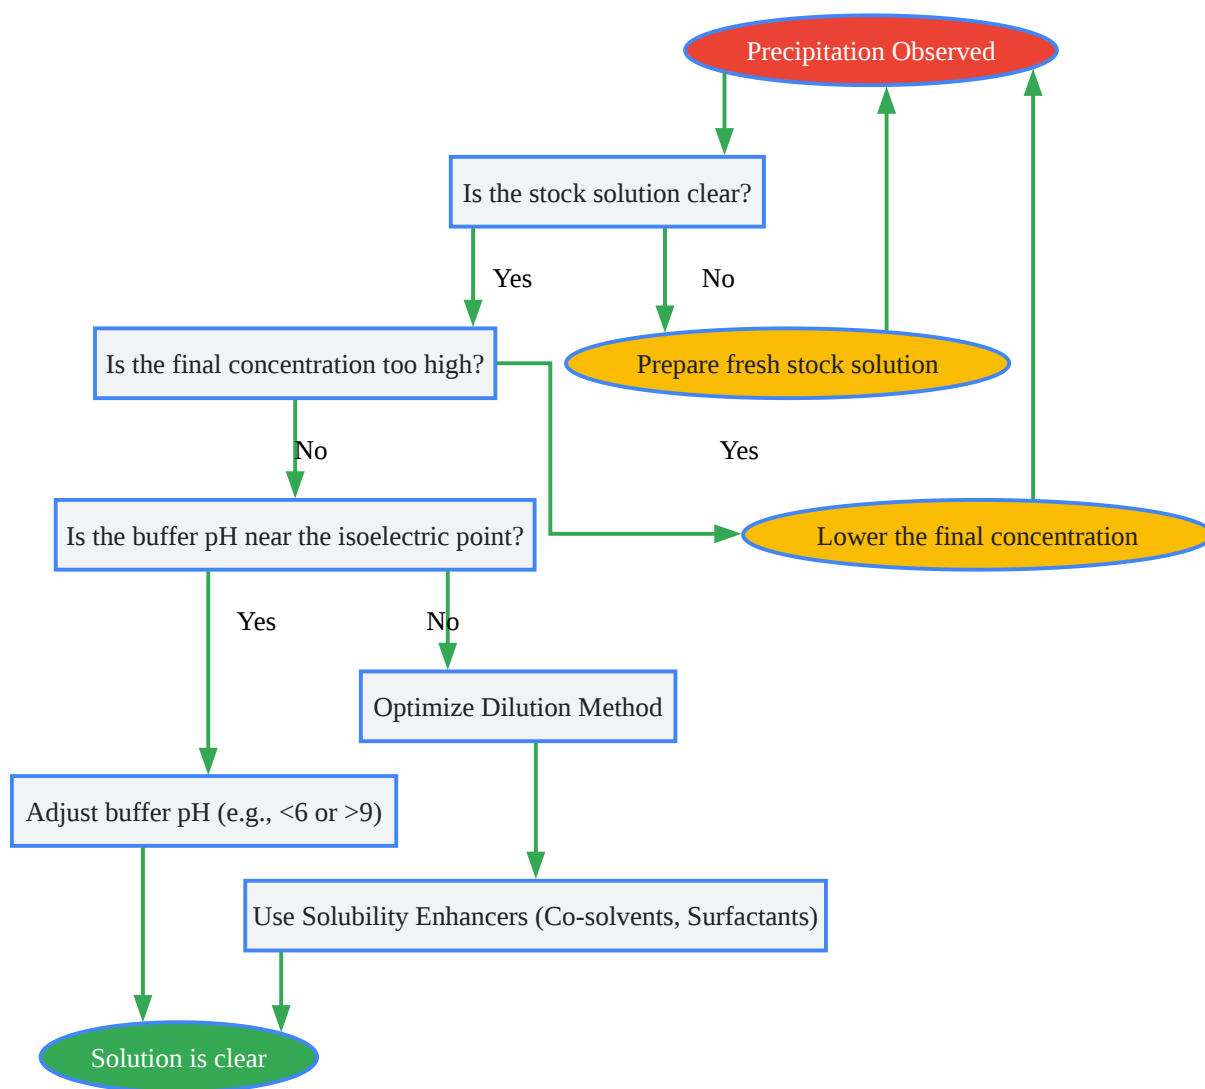 Precipitation Observed
Is the stock solution clear?
Yes
No
Is the final concentration too high?
Prepare fresh stock solution
No
Yes
Is the buffer pH near the isoelectric point?
Lower the final concentration
Yes
No
Optimize Dilution Method
Adjust buffer pH (e.g., <6 or >9)
Use Solubility Enhancers (Co-solvents, Surfactants)
Solution is clear